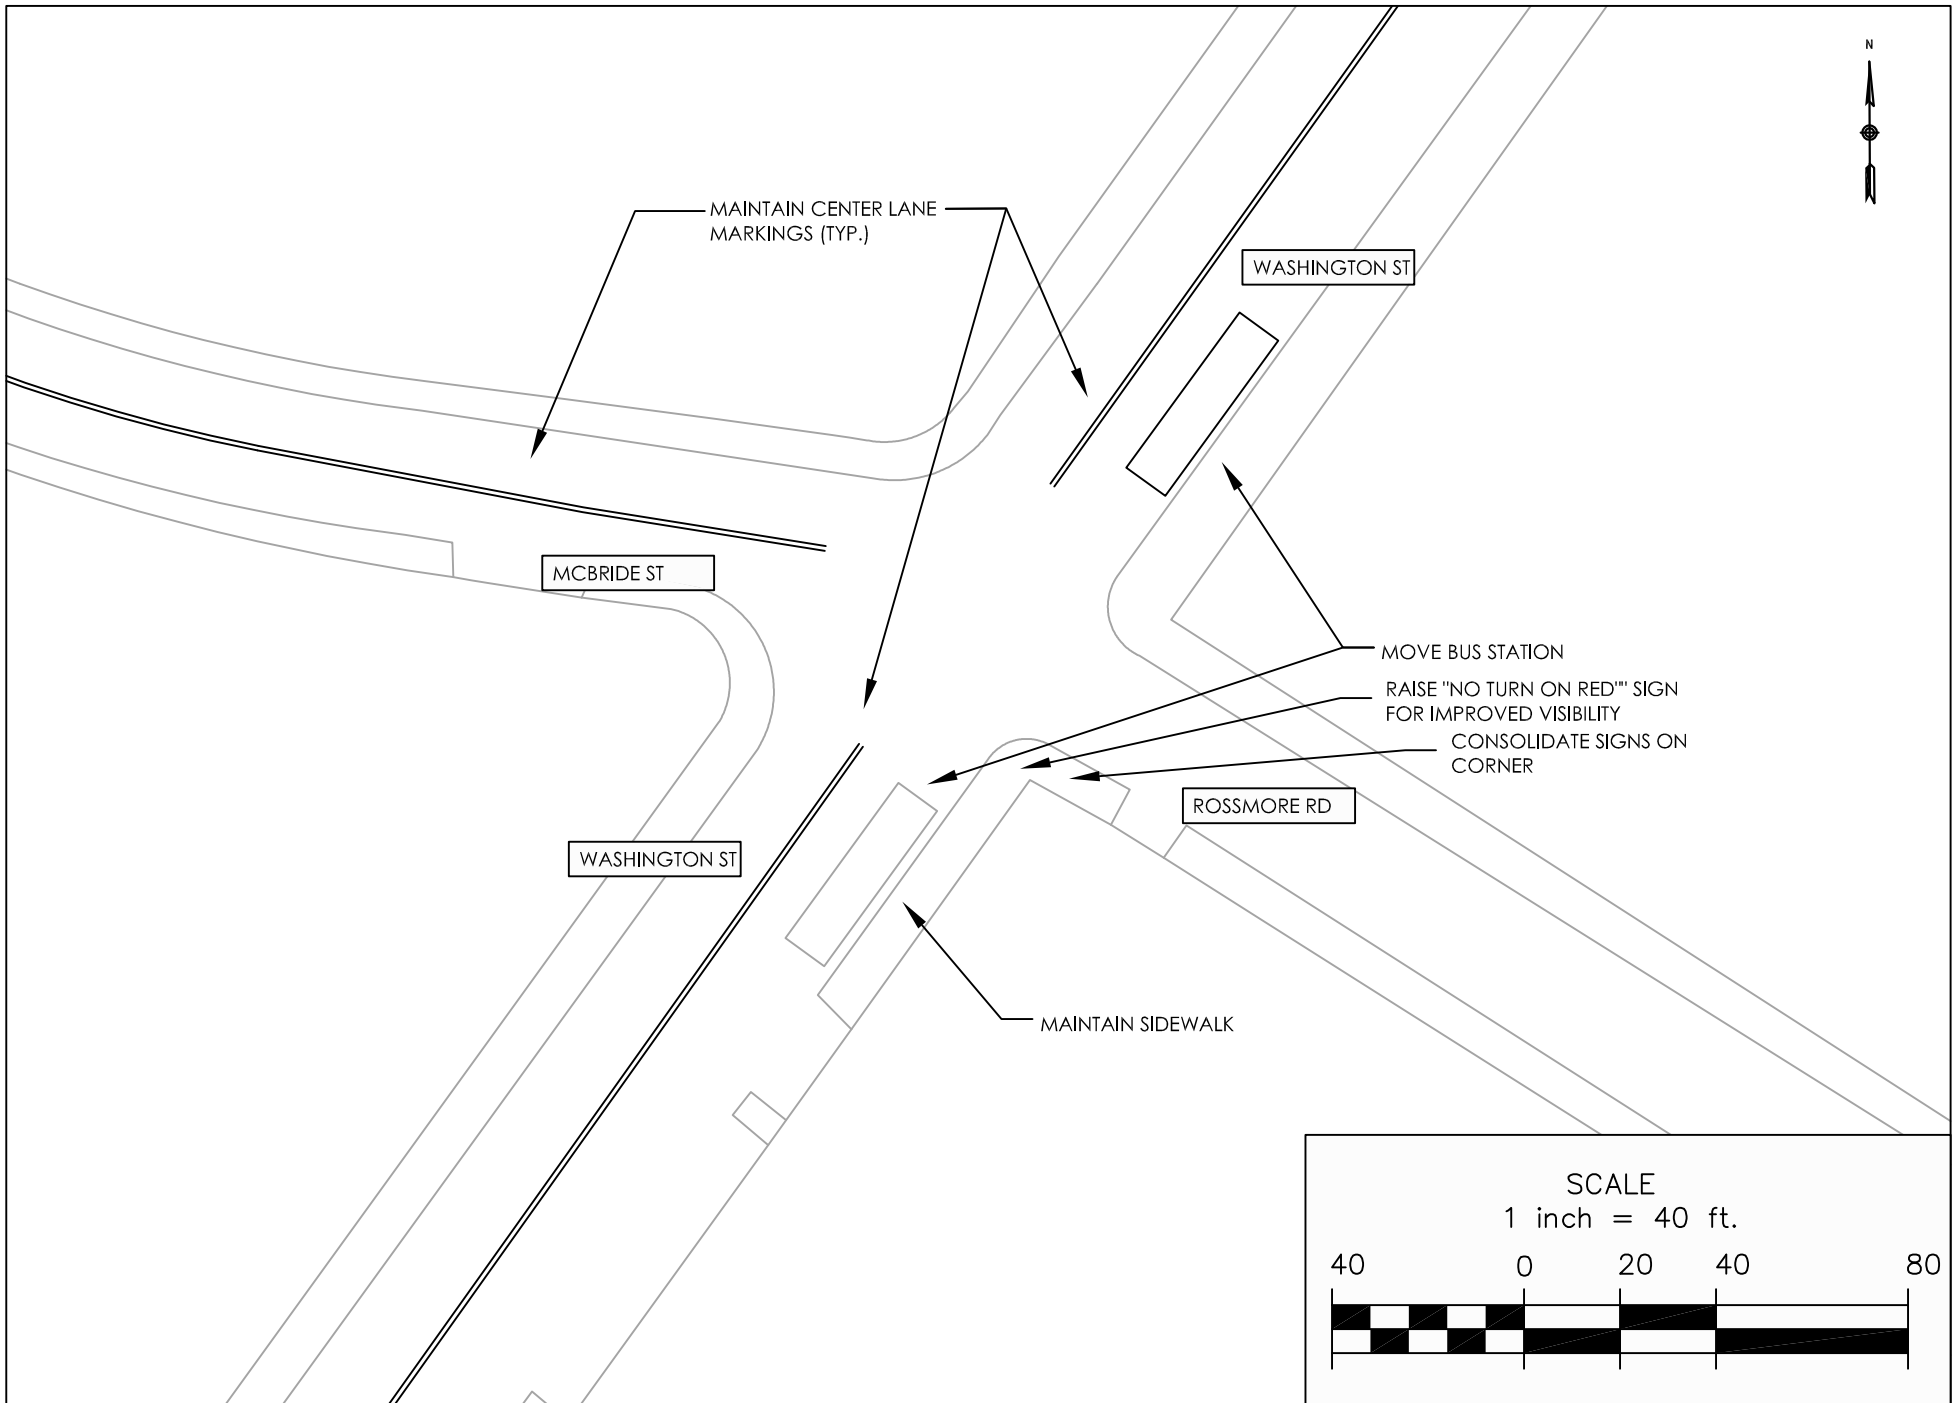 N
MAINTAIN CENTER LANE
MARKINGS (TYP.)
WASHINGTON ST
MCBRIDE ST
MOVE BUS STATION
RAISE "NO TURN ON RED"" SIGN
FOR IMPROVED VISIBILITY
CONSOLIDATE SIGNS ON
CORNER
ROSSMORE RD
WASHINGTON ST
MAINTAIN SIDEWALK
SCALE
1 inch = 40 ft.
40 0 20 40 80